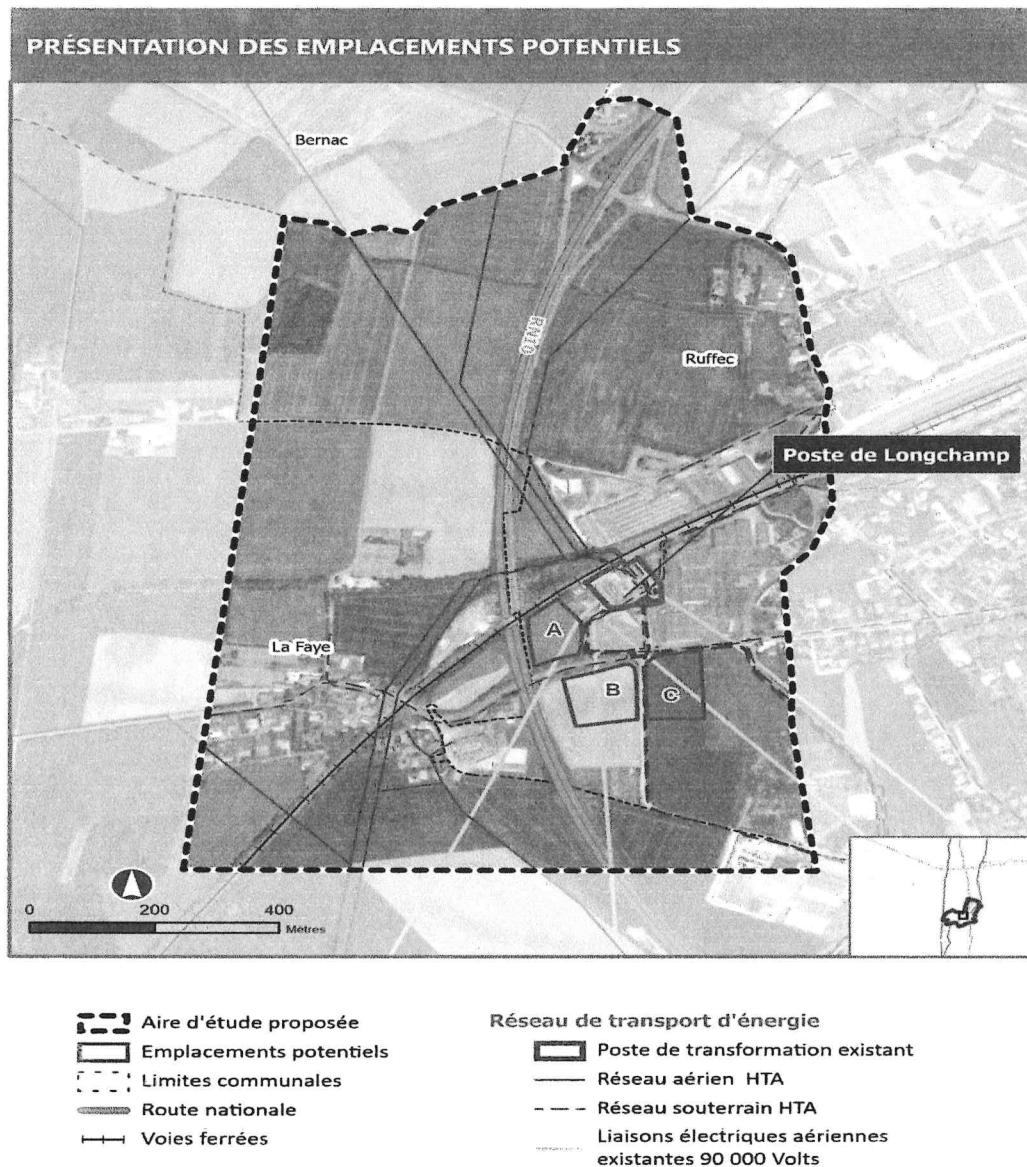 PRÉSENTATION DES EMPLACEMENTS POTENTIELS
Bernac
RN10
Ruffec
Poste de Longchamp
A
La Faye
B
C
0 200 400
Mètres
Aire d'étude proposée
Emplacements potentiels
Limites communales
Route nationale
Voies ferrées
Réseau de transport d'énergie
Poste de transformation existant
Réseau aérien HTA
Réseau souterrain HTA
Liaisons électriques aériennes
existantes 90 000 Volts